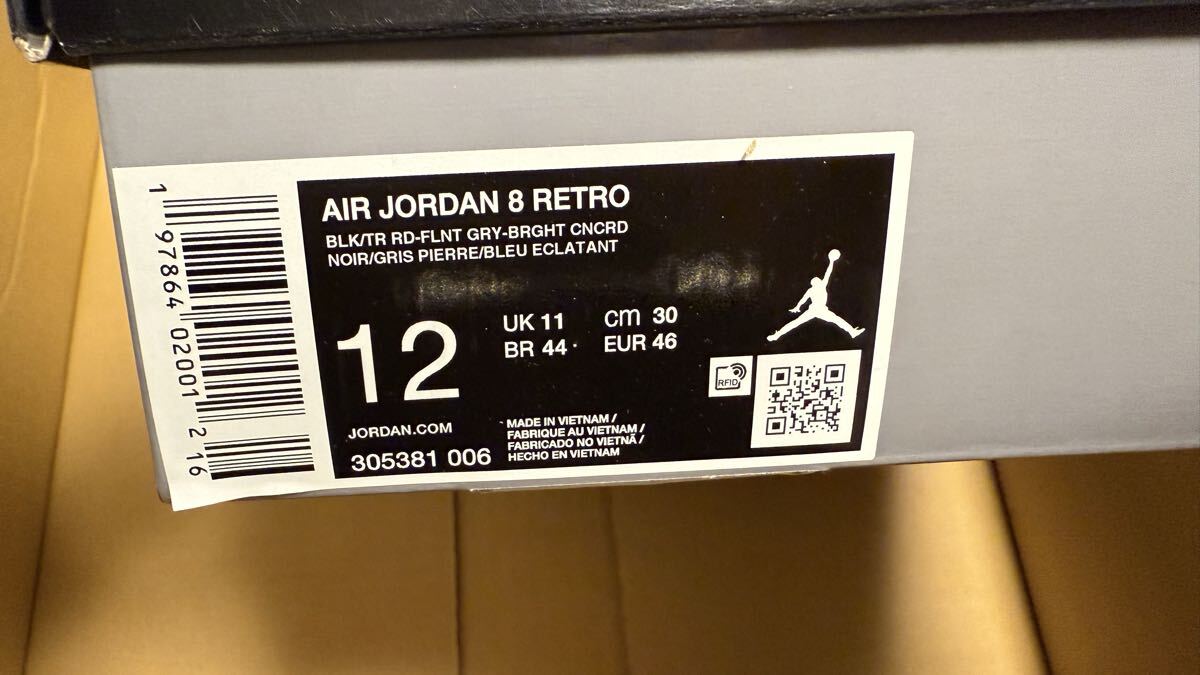 AIR JORDAN 8 RETRO
BLK/TR RD-FLNT GRY-BRGHT CNCRD
NOIR/GRIS PIERRE/BLEU ECLATANT
12
UK 11 cm 30
BR 44 EUR 46
RFID
JORDAN.COM
305381 006
MADE IN VIETNAM /
FABRIQUE AU VIETNAM /
FABRICADO NO VIETNÃ /
HECHO EN VIETNAM
1 97864 02001 2 16